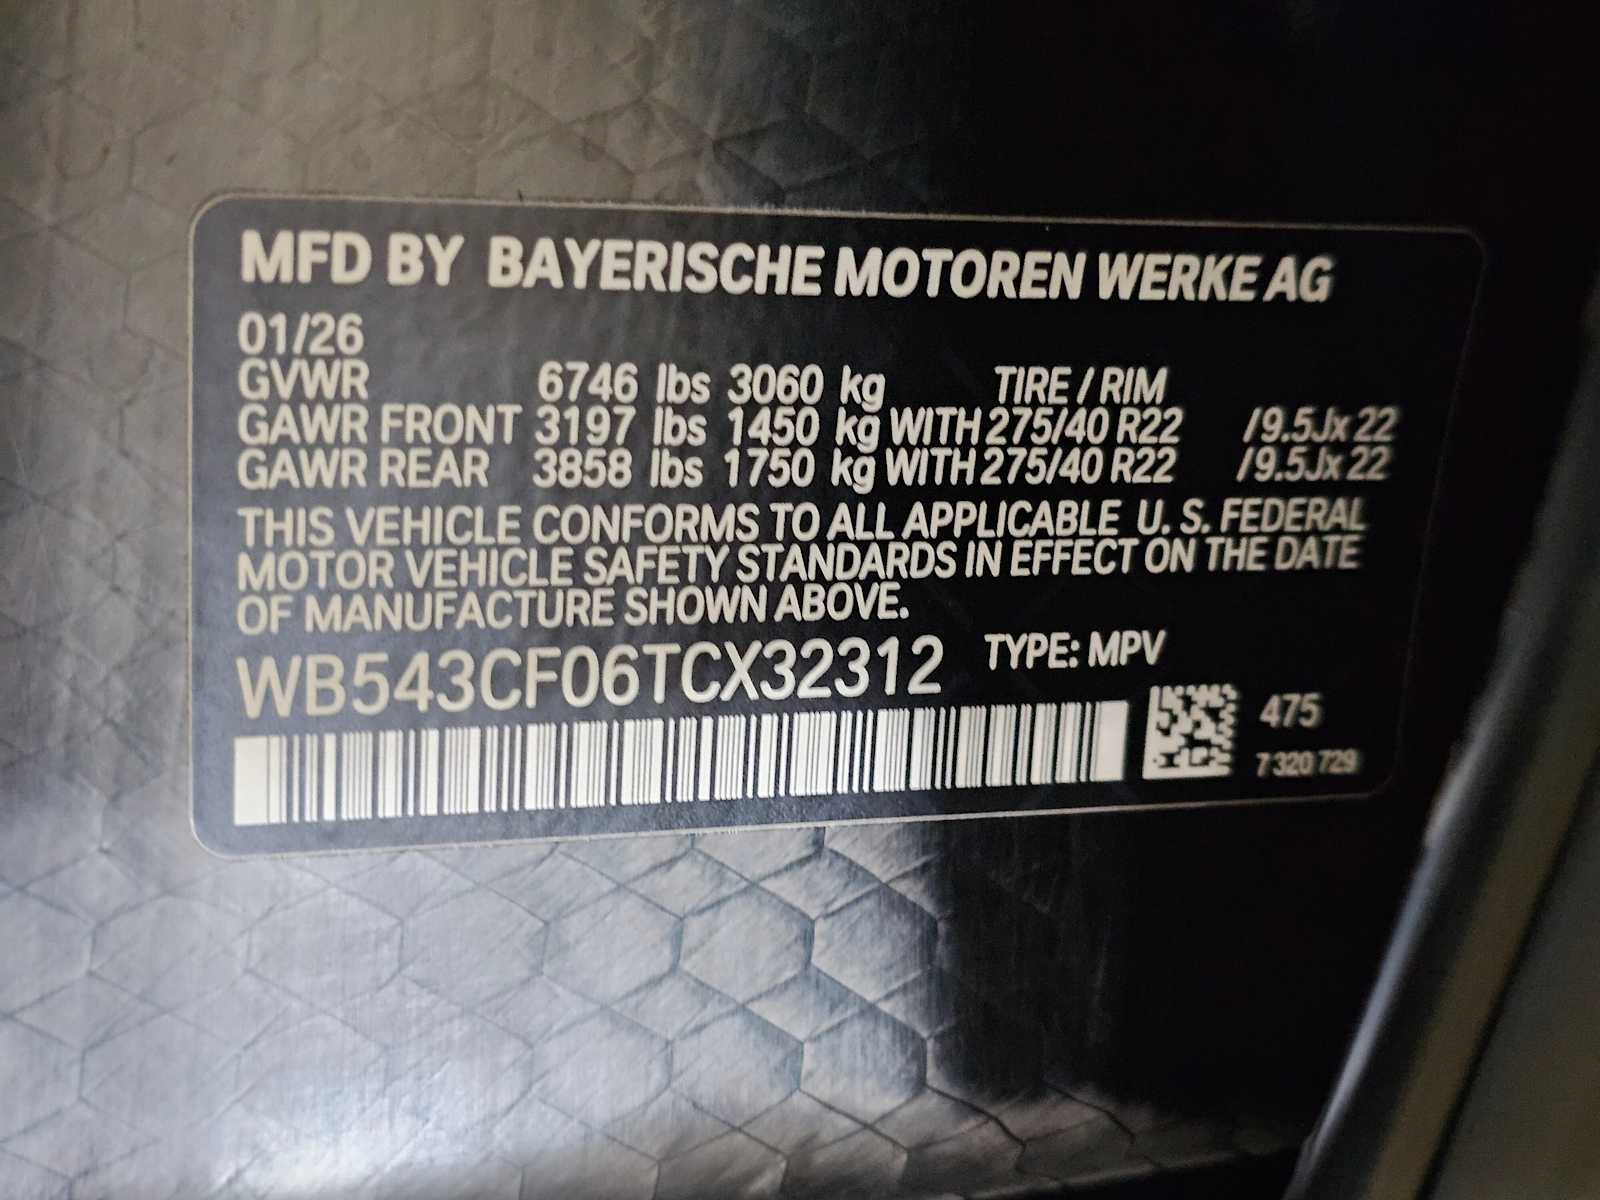 MFD BY BAYERISCHE MOTOREN WERKE AG
01/26
GVWR 6746 lbs 3060 kg TIRE / RIM
GAWR FRONT 3197 lbs 1450 kg WITH 275/40 R22 / 9.5Jx 22
GAWR REAR 3858 lbs 1750 kg WITH 275/40 R22 / 9.5Jx 22
THIS VEHICLE CONFORMS TO ALL APPLICABLE U. S. FEDERAL
MOTOR VEHICLE SAFETY STANDARDS IN EFFECT ON THE DATE
OF MANUFACTURE SHOWN ABOVE.
WB543CF06TCX32312 TYPE: MPV
475
7 320 729